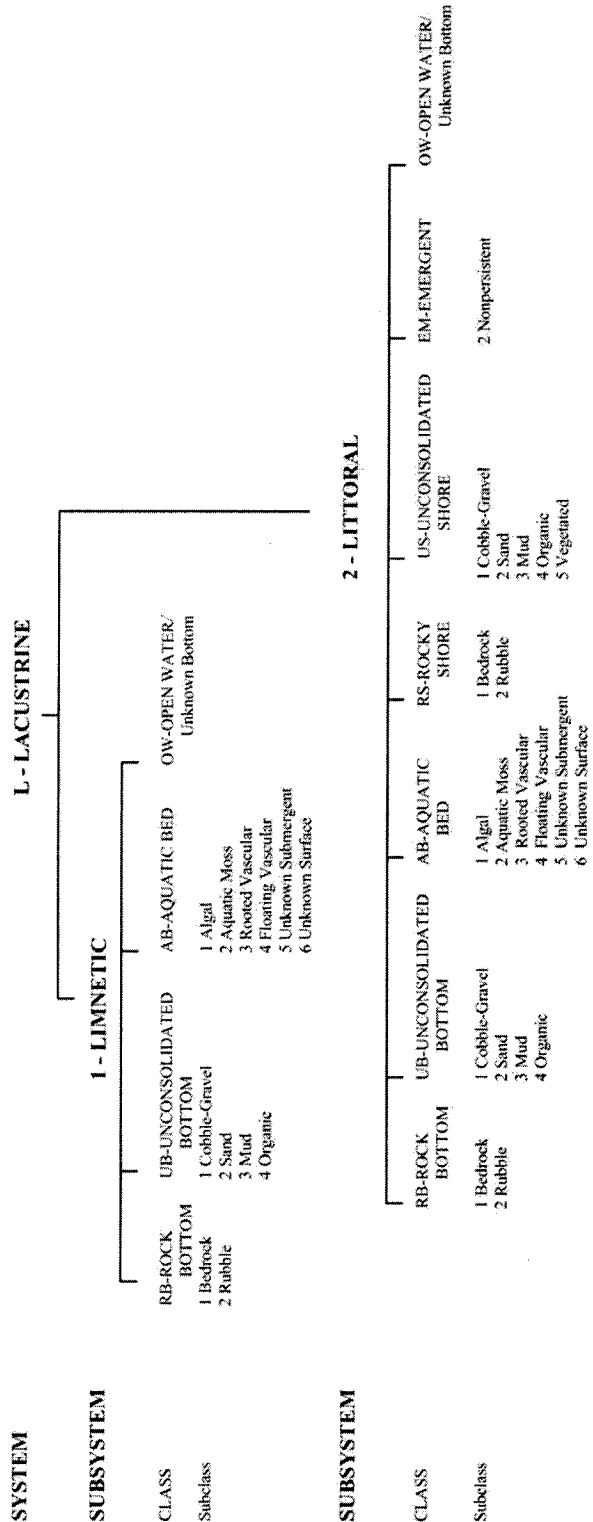 SYSTEM
L - LACUSTRINE
SUBSYSTEM
1 - LIMNETIC
CLASS
RB-ROCK
BOTTOM
UB-UNCONSOLIDATED
BOTTOM
AB-AQUATIC BED
OW-OPEN WATER/
Unknown Bottom
Subclass
1 Bedrock
2 Rubble
1 Cobble-Gravel
2 Sand
3 Mud
4 Organic
1 Algal
2 Aquatic Moss
3 Rooted Vascular
4 Floating Vascular
5 Unknown Submergent
6 Unknown Surface
SUBSYSTEM
2 - LITTORAL
CLASS
RB-ROCK
BOTTOM
UB-UNCONSOLIDATED
BOTTOM
AB-AQUATIC
BED
RS-ROCKY
SHORE
US-UNCONSOLIDATED
SHORE
EM-EMERGENT
OW-OPEN WATER/
Unknown Bottom
Subclass
1 Bedrock
2 Rubble
1 Cobble-Gravel
2 Sand
3 Mud
4 Organic
1 Algal
2 Aquatic Moss
3 Rooted Vascular
4 Floating Vascular
5 Unknown Submergent
6 Unknown Surface
1 Bedrock
2 Rubble
1 Cobble-Gravel
2 Sand
3 Mud
4 Organic
5 Vegetated
2 Nonpersistent